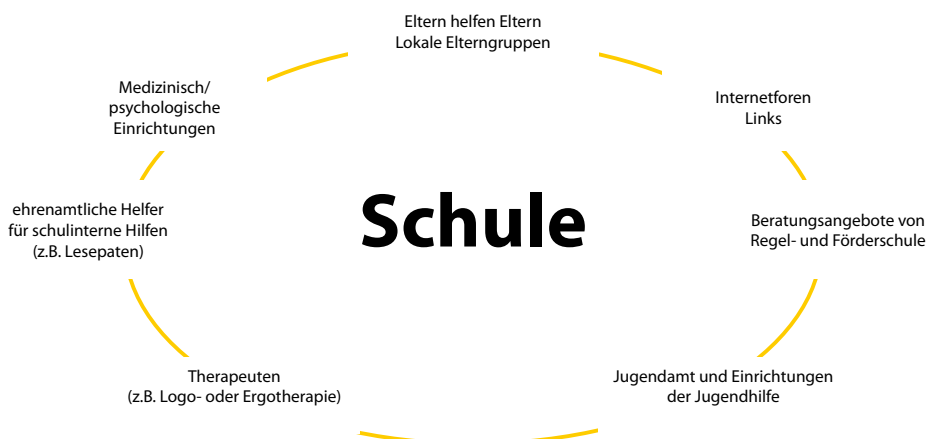 Eltern helfen Eltern
Lokale Elterngruppen
Medizinisch/
psychologische
Einrichtungen
Internetforen
Links
ehrenamtliche Helfer
für schulinterne Hilfen
(z.B. Lesepaten)
Schule
Beratungsangebote von
Regel- und Förderschule
Therapeuten
(z.B. Logo- oder Ergotherapie)
Jugendamt und Einrichtungen
der Jugendhilfe